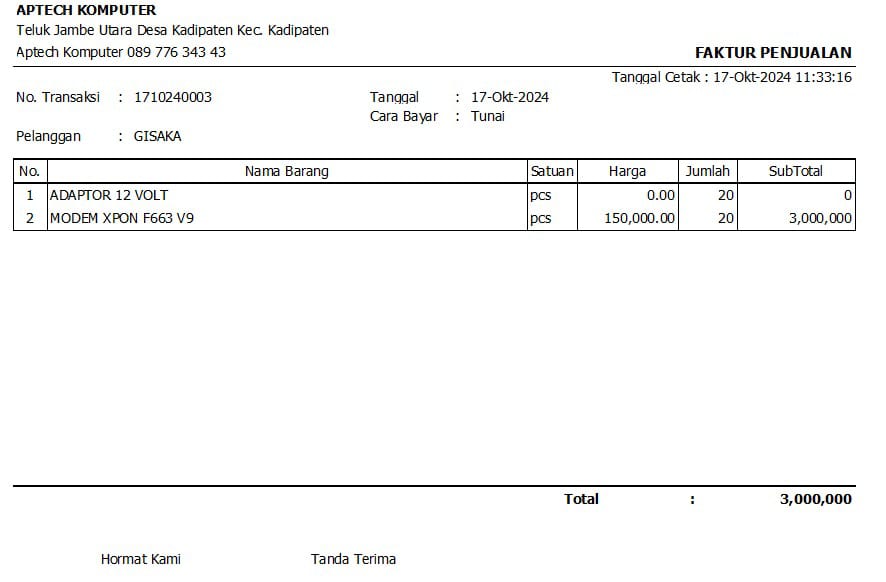 APTECH KOMPUTER
Teluk Jambe Utara Desa Kadipaten Kec. Kadipaten
Aptech Komputer 089 776 343 43
FAKTUR PENJUALAN
Tanggal Cetak : 17-Okt-2024 11:33:16
No. Transaksi : 1710240003 Tanggal : 17-Okt-2024
Cara Bayar : Tunai
Pelanggan : GISAKA
No. Nama Barang Satuan Harga Jumlah SubTotal
1 ADAPTOR 12 VOLT pcs 0.00 20 0
2 MODEM XPON F663 V9 pcs 150,000.00 20 3,000,000
Total : 3,000,000
Hormat Kami Tanda Terima